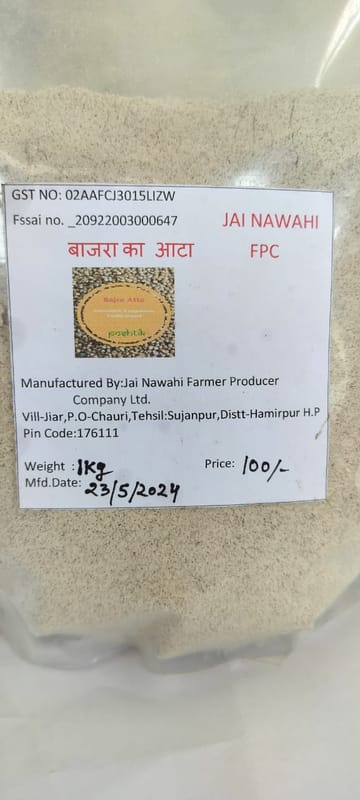 GST NO: 02AAFCJ3015LIZW
Fssai no. _20922003000647
JAI NAWAHI
FPC
बाजरा का आटा
Bajra Atta
poshtik
Manufactured By:Jai Nawahi Farmer Producer
Company Ltd.
Vill-Jiar,P.O-Chauri,Tehsil:Sujanpur,Distt-Hamirpur H.P
Pin Code:176111
Weight : 1Kg
Price: 100/-
Mfd.Date: 23/5/2024